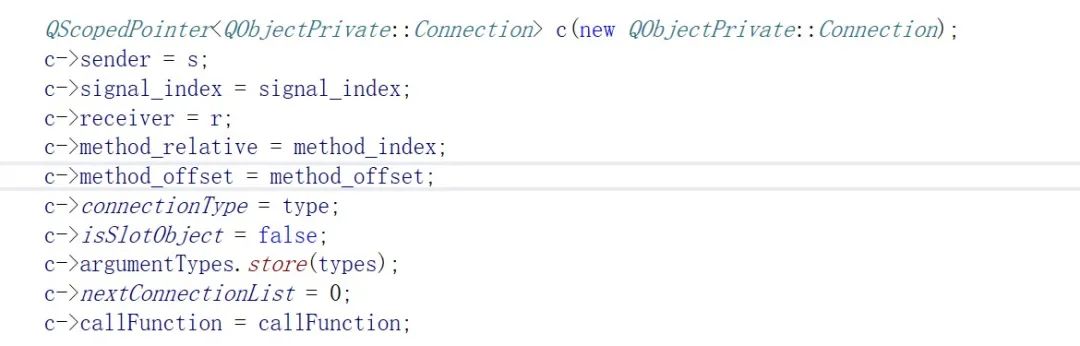 QScopedPointer<QObjectPrivate::Connection> c(new QObjectPrivate::Connection);
c->sender = s;
c->signal_index = signal_index;
c->receiver = r;
c->method_relative = method_index;
c->method_offset = method_offset;
c->connectionType = type;
c->isSlotObject = false;
c->argumentTypes.store(types);
c->nextConnectionList = 0;
c->callFunction = callFunction;